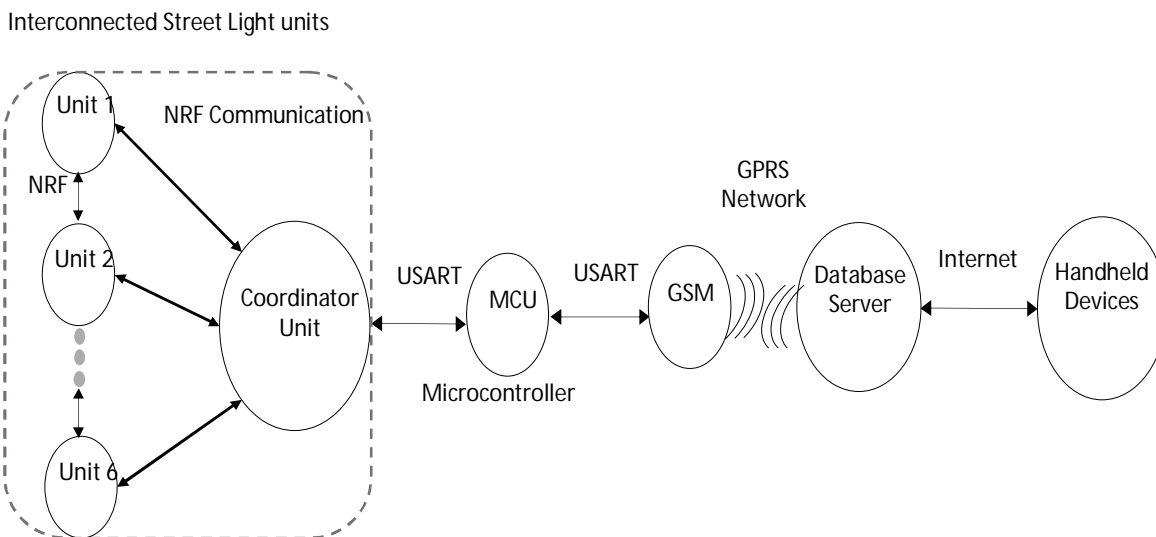 Interconnected Street Light units
Unit 1
NRF Communication
NRF
Unit 2
Unit 6
Coordinator
Unit
USART
MCU
Microcontroller
USART
GSM
GPRS
Network
Database
Server
Internet
Handheld
Devices